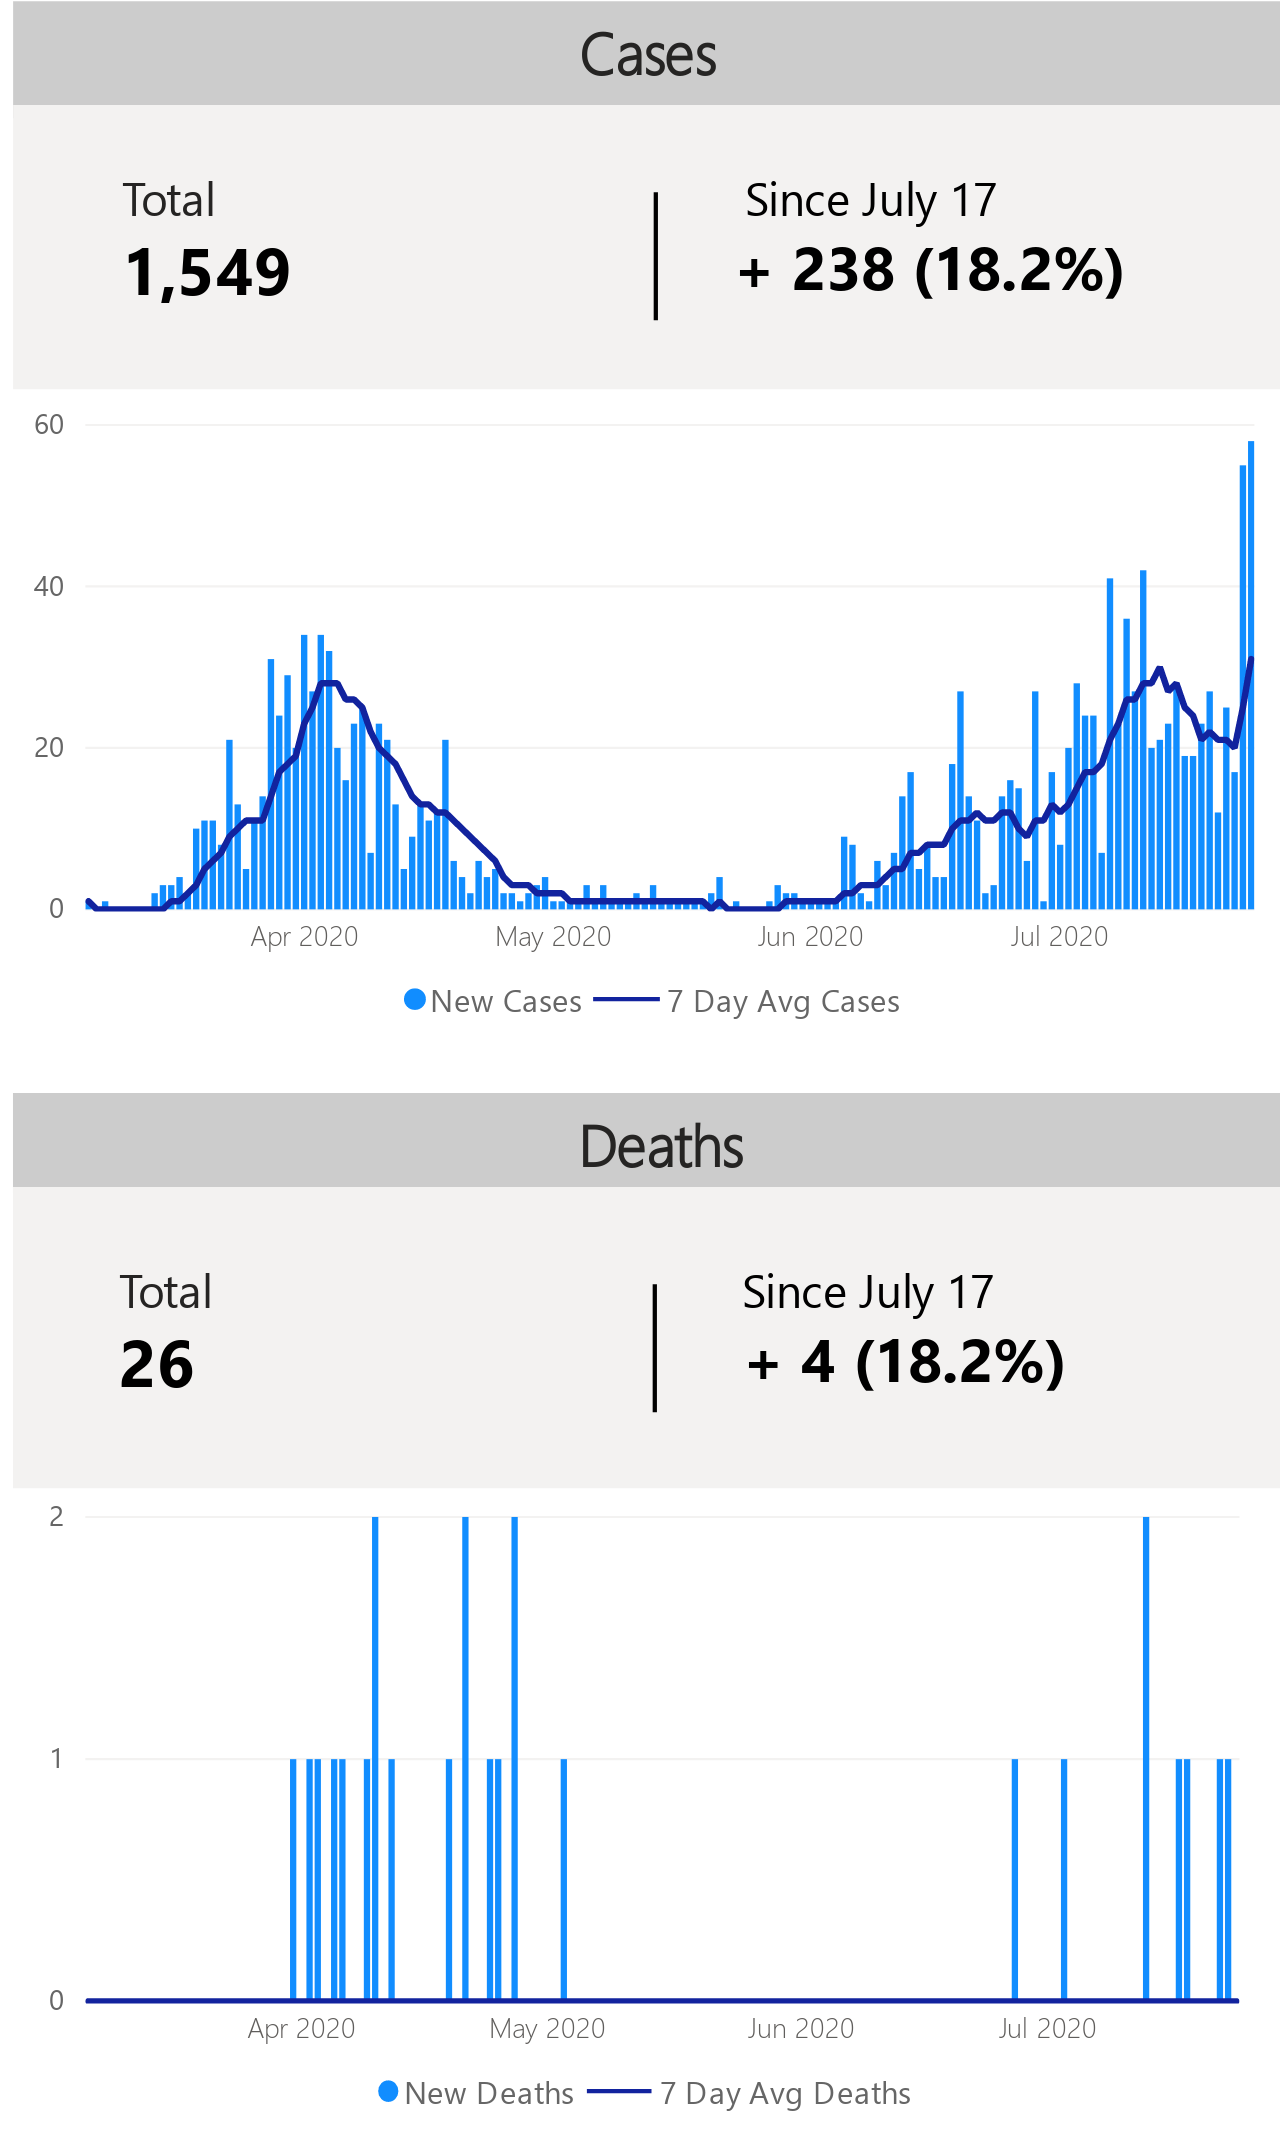 Cases
Total
Since July 17
1,549
+ 238 (18.2%)
60
40
20
0
Apr 2020
May 2020
Jun 2020
Jul 2020
New Cases
7 Day Avg Cases
Deaths
Total
Since July 17
26
+ 4 (18.2%)
2
1
0
Apr 2020
May 2020
Jun 2020
Jul 2020
New Deaths
7 Day Avg Deaths